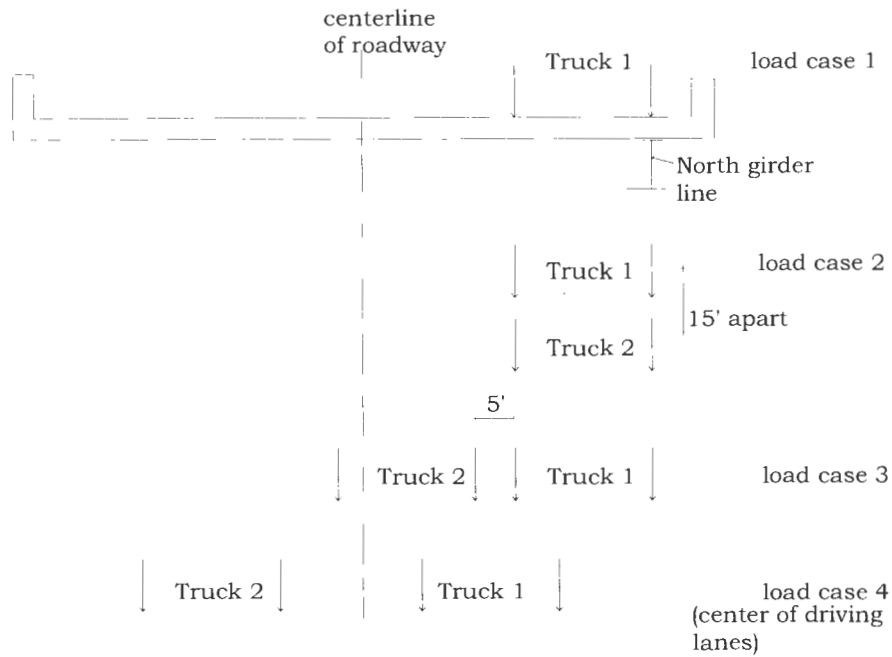 centerline
of roadway
Truck 1
load case 1
North girder
line
Truck 1
load case 2
15' apart
Truck 2
5'
Truck 2
Truck 1
load case 3
Truck 2
Truck 1
load case 4
(center of driving
lanes)